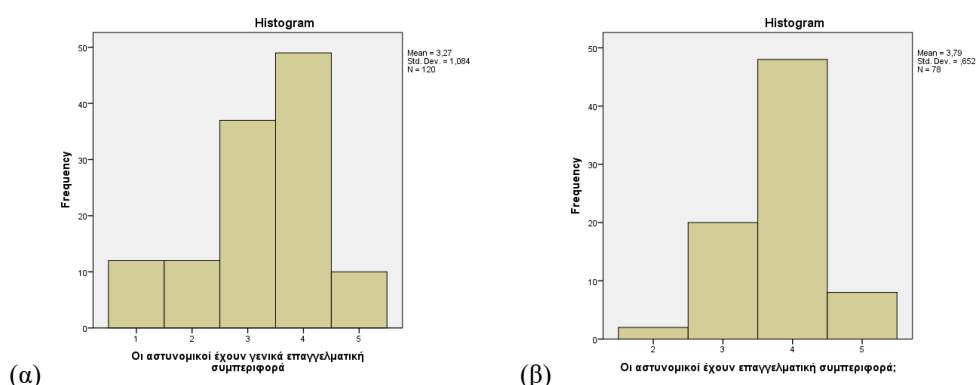 Histogram
Mean = 3,27
Std. Dev. = 1,084
N = 120
50
40
30
20
10
0
Frequency
1 2 3 4 5
Οι αστυνομικοί έχουν γενικά επαγγελματική
συμπεριφορά
(α)
Histogram
Mean = 3,79
Std. Dev. = ,652
N = 78
50
40
30
20
10
0
Frequency
2 3 4 5
Οι αστυνομικοί έχουν επαγγελματική συμπεριφορά;
(β)